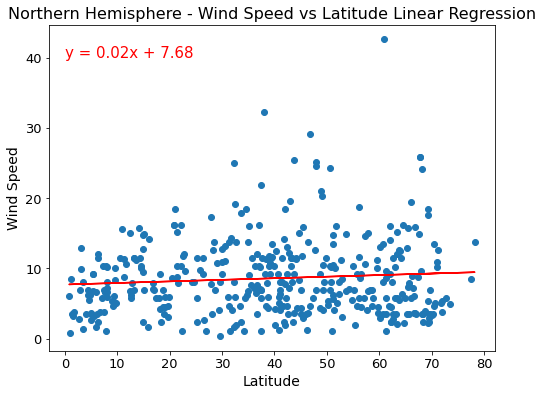 Northern Hemisphere - Wind Speed vs Latitude Linear Regression
y = 0.02x + 7.68
40
30
20
10
0
Wind Speed
0 10 20 30 40 50 60 70 80
Latitude